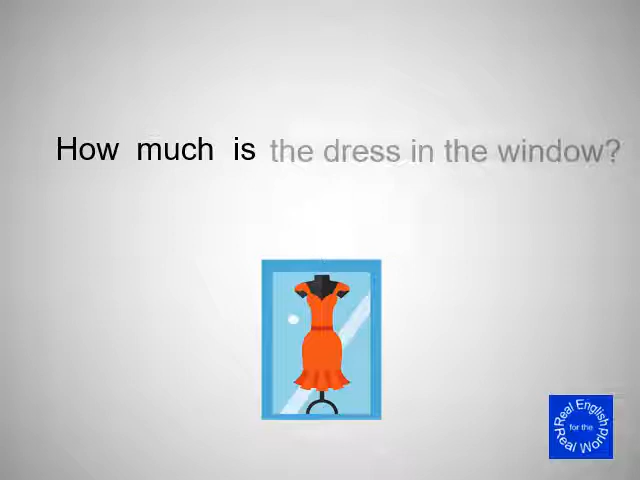 How much is the dress in the window?
Real English
for the
Real World